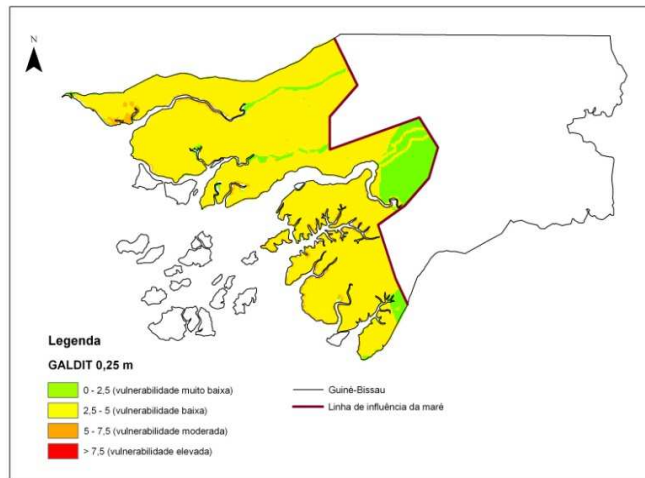 N
Legenda
GALDIT 0,25 m
0 - 2,5 (vulnerabilidade muito baixa)
2,5 - 5 (vulnerabilidade baixa)
5 - 7,5 (vulnerabilidade moderada)
> 7,5 (vulnerabilidade elevada)
Guiné-Bissau
Linha de influência da maré